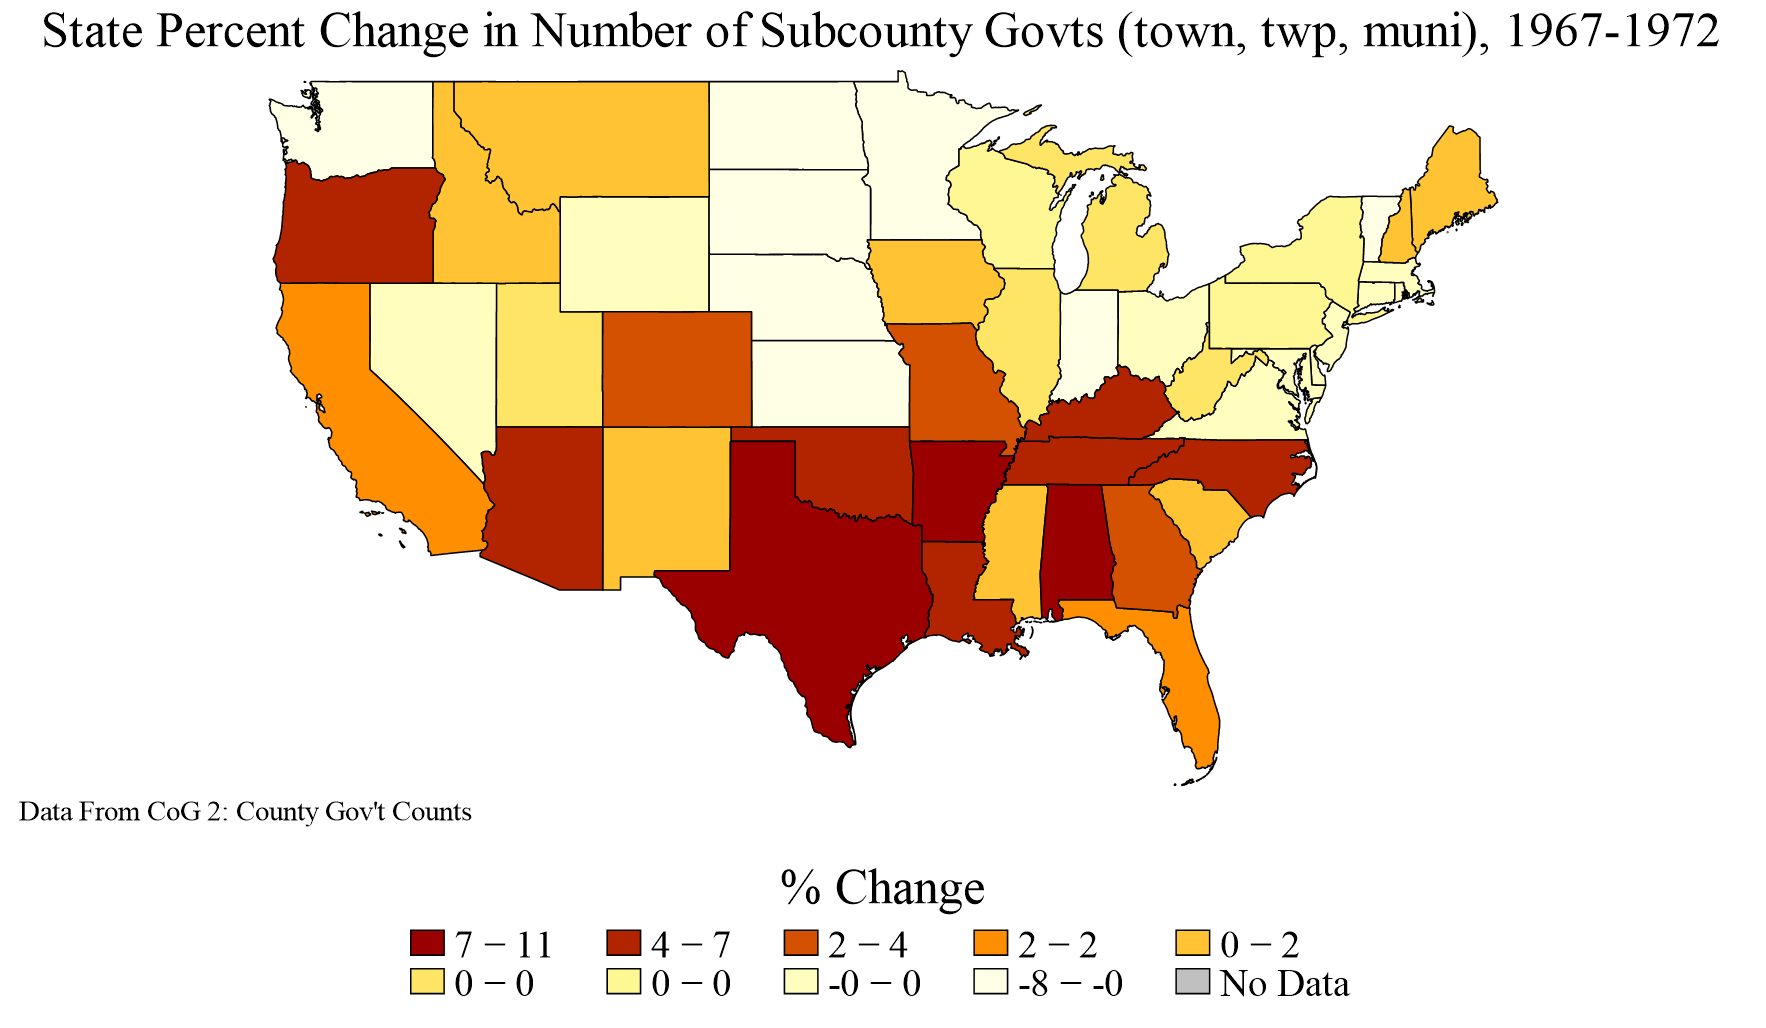 State Percent Change in Number of Subcounty Govts (town, twp, muni), 1967-1972
Data From CoG 2: County Gov't Counts
% Change
7 − 11 4 − 7 2 − 4 2 − 2 0 − 2
0 − 0 0 − 0 -0 − 0 -8 − -0 No Data